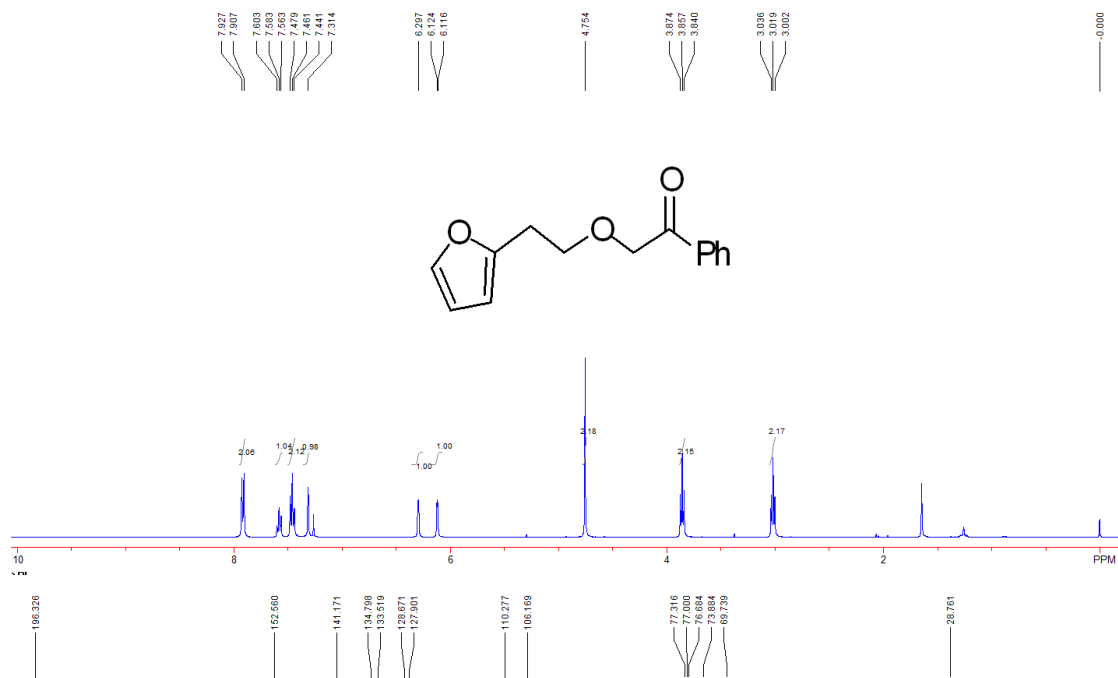 7.927 7.907 7.603 7.583 7.563 7.479 7.461 7.441 7.314 6.297 6.124 6.116 4.754 3.874 3.857 3.840 3.036 3.019 3.002 -0.000
O
O
O
Ph
2.06 1.04 2.12 0.98 1.00 1.00 2.18 2.15 2.17
10 8 6 4 2 PPM
196.326 152.560 141.171 134.798 133.519 128.671 127.901 110.277 106.169 77.316 77.000 76.684 73.884 69.739 28.761